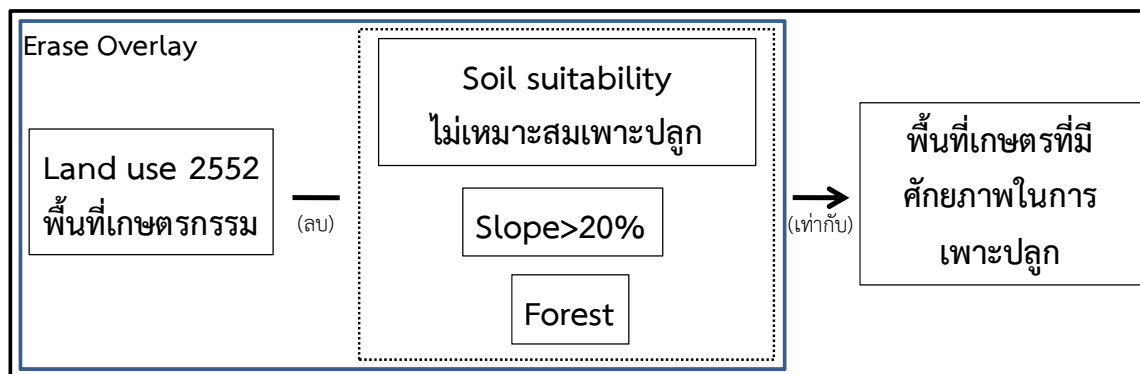 Erase Overlay
Land use 2552
พื้นที่เกษตรกรรม
(ลบ)
Soil suitability
ไม่เหมาะสมเพาะปลูก
Slope>20%
Forest
(เท่ากับ)
พื้นที่เกษตรที่มี
ศักยภาพในการ
เพาะปลูก